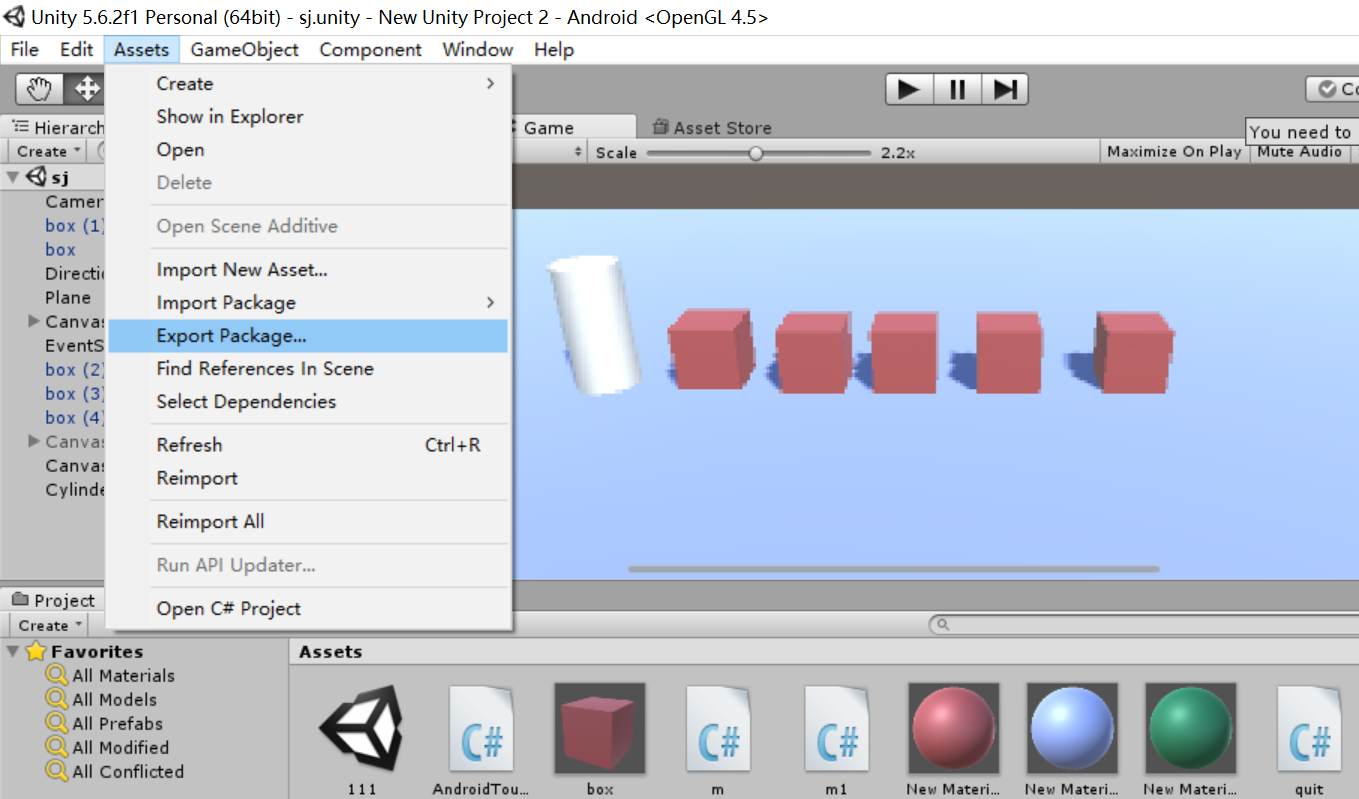 Unity 5.6.2f1 Personal (64bit) - sj.unity - New Unity Project 2 - Android <OpenGL 4.5>
File Edit Assets GameObject Component Window Help
Create
Show in Explorer
Open
Delete
Open Scene Additive
Import New Asset...
Import Package
Export Package...
Find References In Scene
Select Dependencies
Refresh Ctrl+R
Reimport
Reimport All
Run API Updater...
Open C# Project
Co
Hierarch
Game
Asset Store
You need to
Create
Scale 2.2x Maximize On Play Mute Audio
sj
Camer
box (1)
box
Directi
Plane
Canvas
EventS
box (2)
box (3)
box (4)
Canvas
Canvas
Cylinde
Project
Create
Favorites
All Materials
All Models
All Prefabs
All Modified
All Conflicted
Assets
C# C# C# C#
111 AndroidTou... box m m1 New Materi... New Materi... New Materi... quit